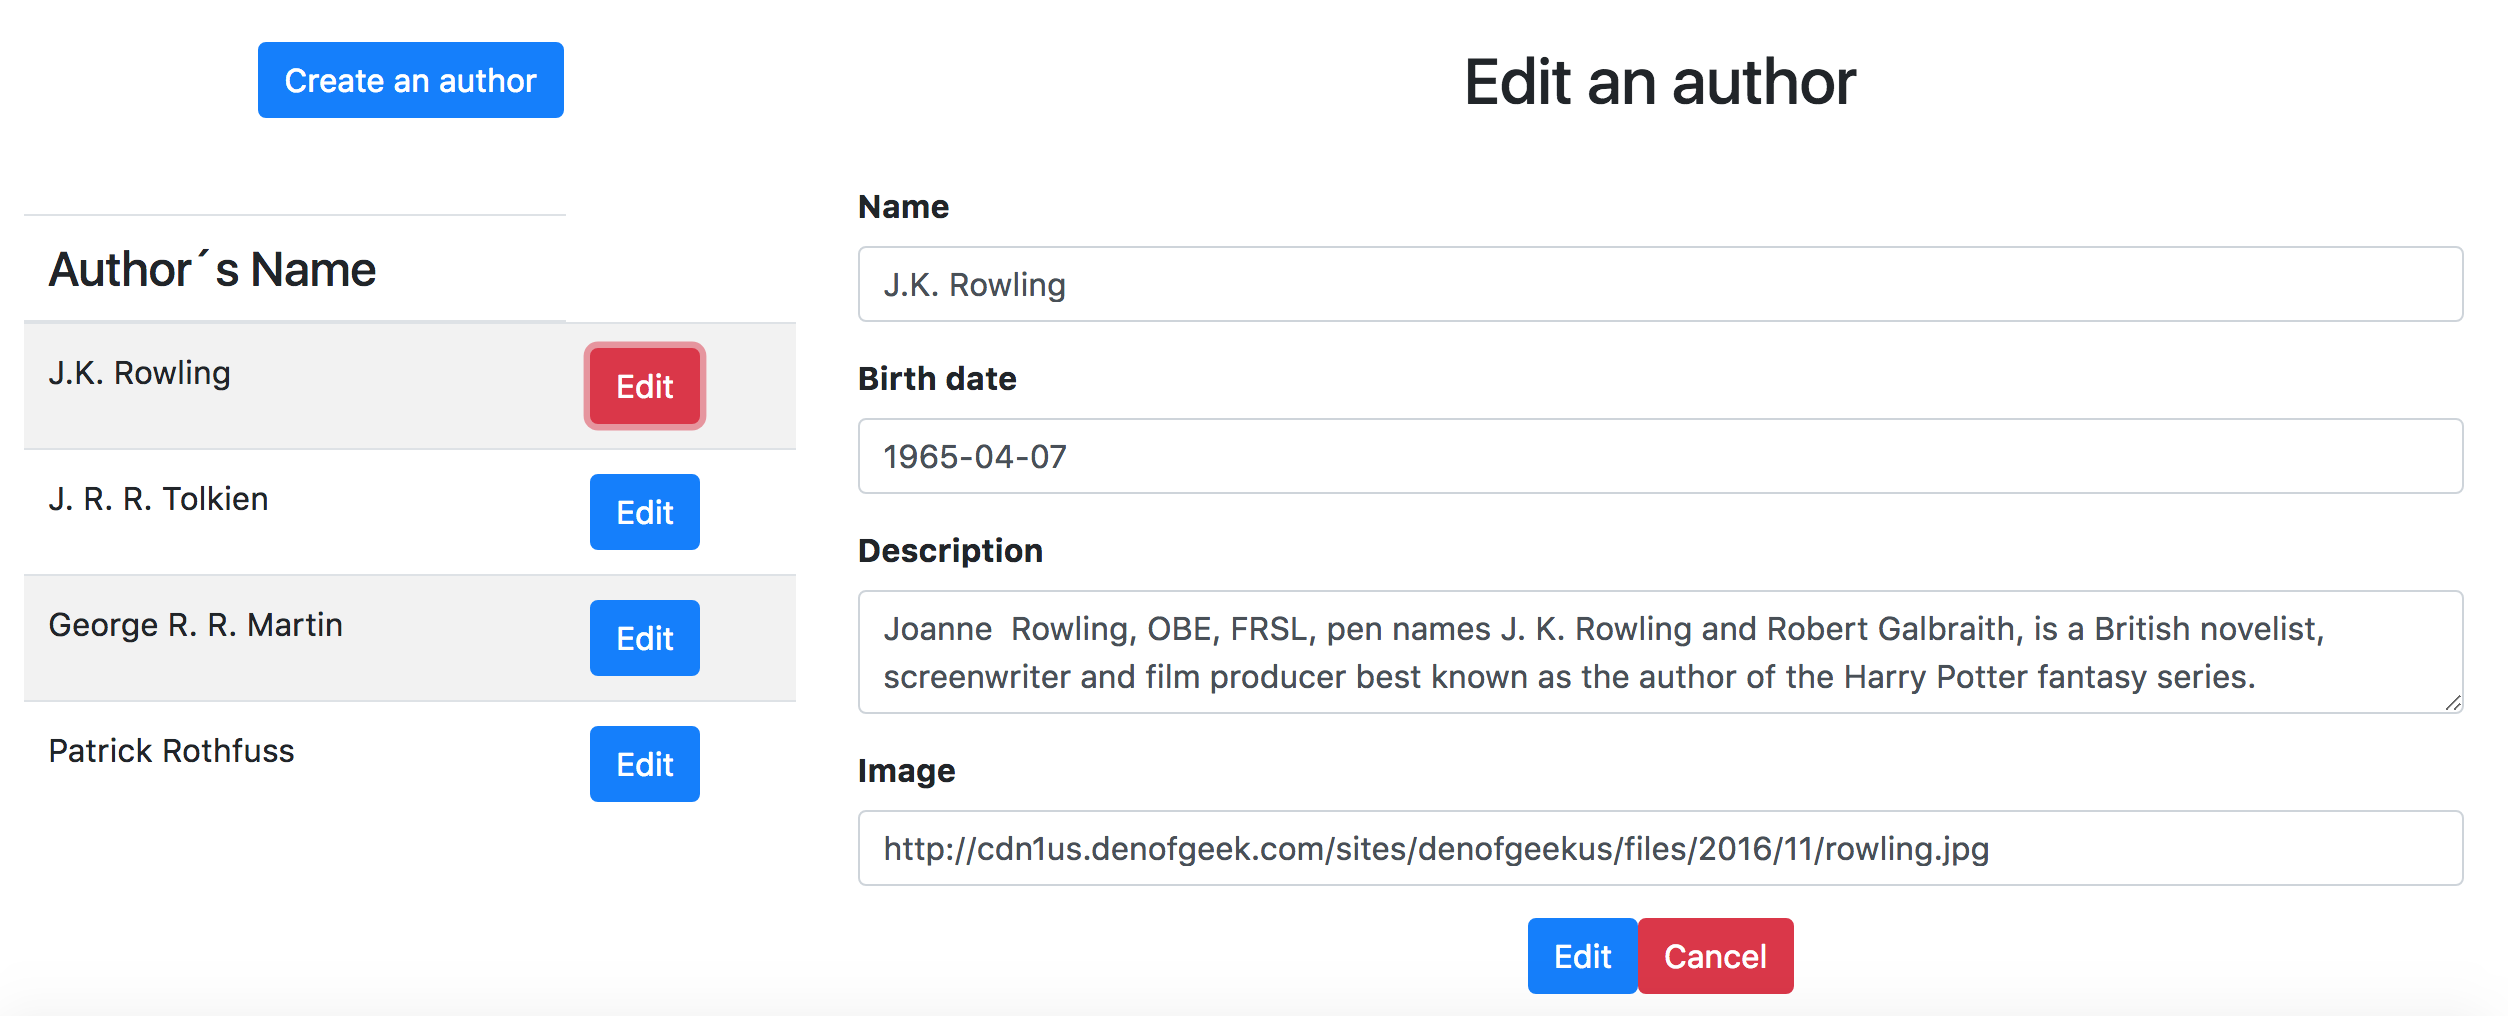 Create an author
Author´s Name
J.K. Rowling
Edit
J. R. R. Tolkien
Edit
George R. R. Martin
Edit
Patrick Rothfuss
Edit
Edit an author
Name
J.K. Rowling
Birth date
1965-04-07
Description
Joanne  Rowling, OBE, FRSL, pen names J. K. Rowling and Robert Galbraith, is a British novelist,
screenwriter and film producer best known as the author of the Harry Potter fantasy series.
Image
http://cdn1us.denofgeek.com/sites/denofgeekus/files/2016/11/rowling.jpg
Edit
Cancel